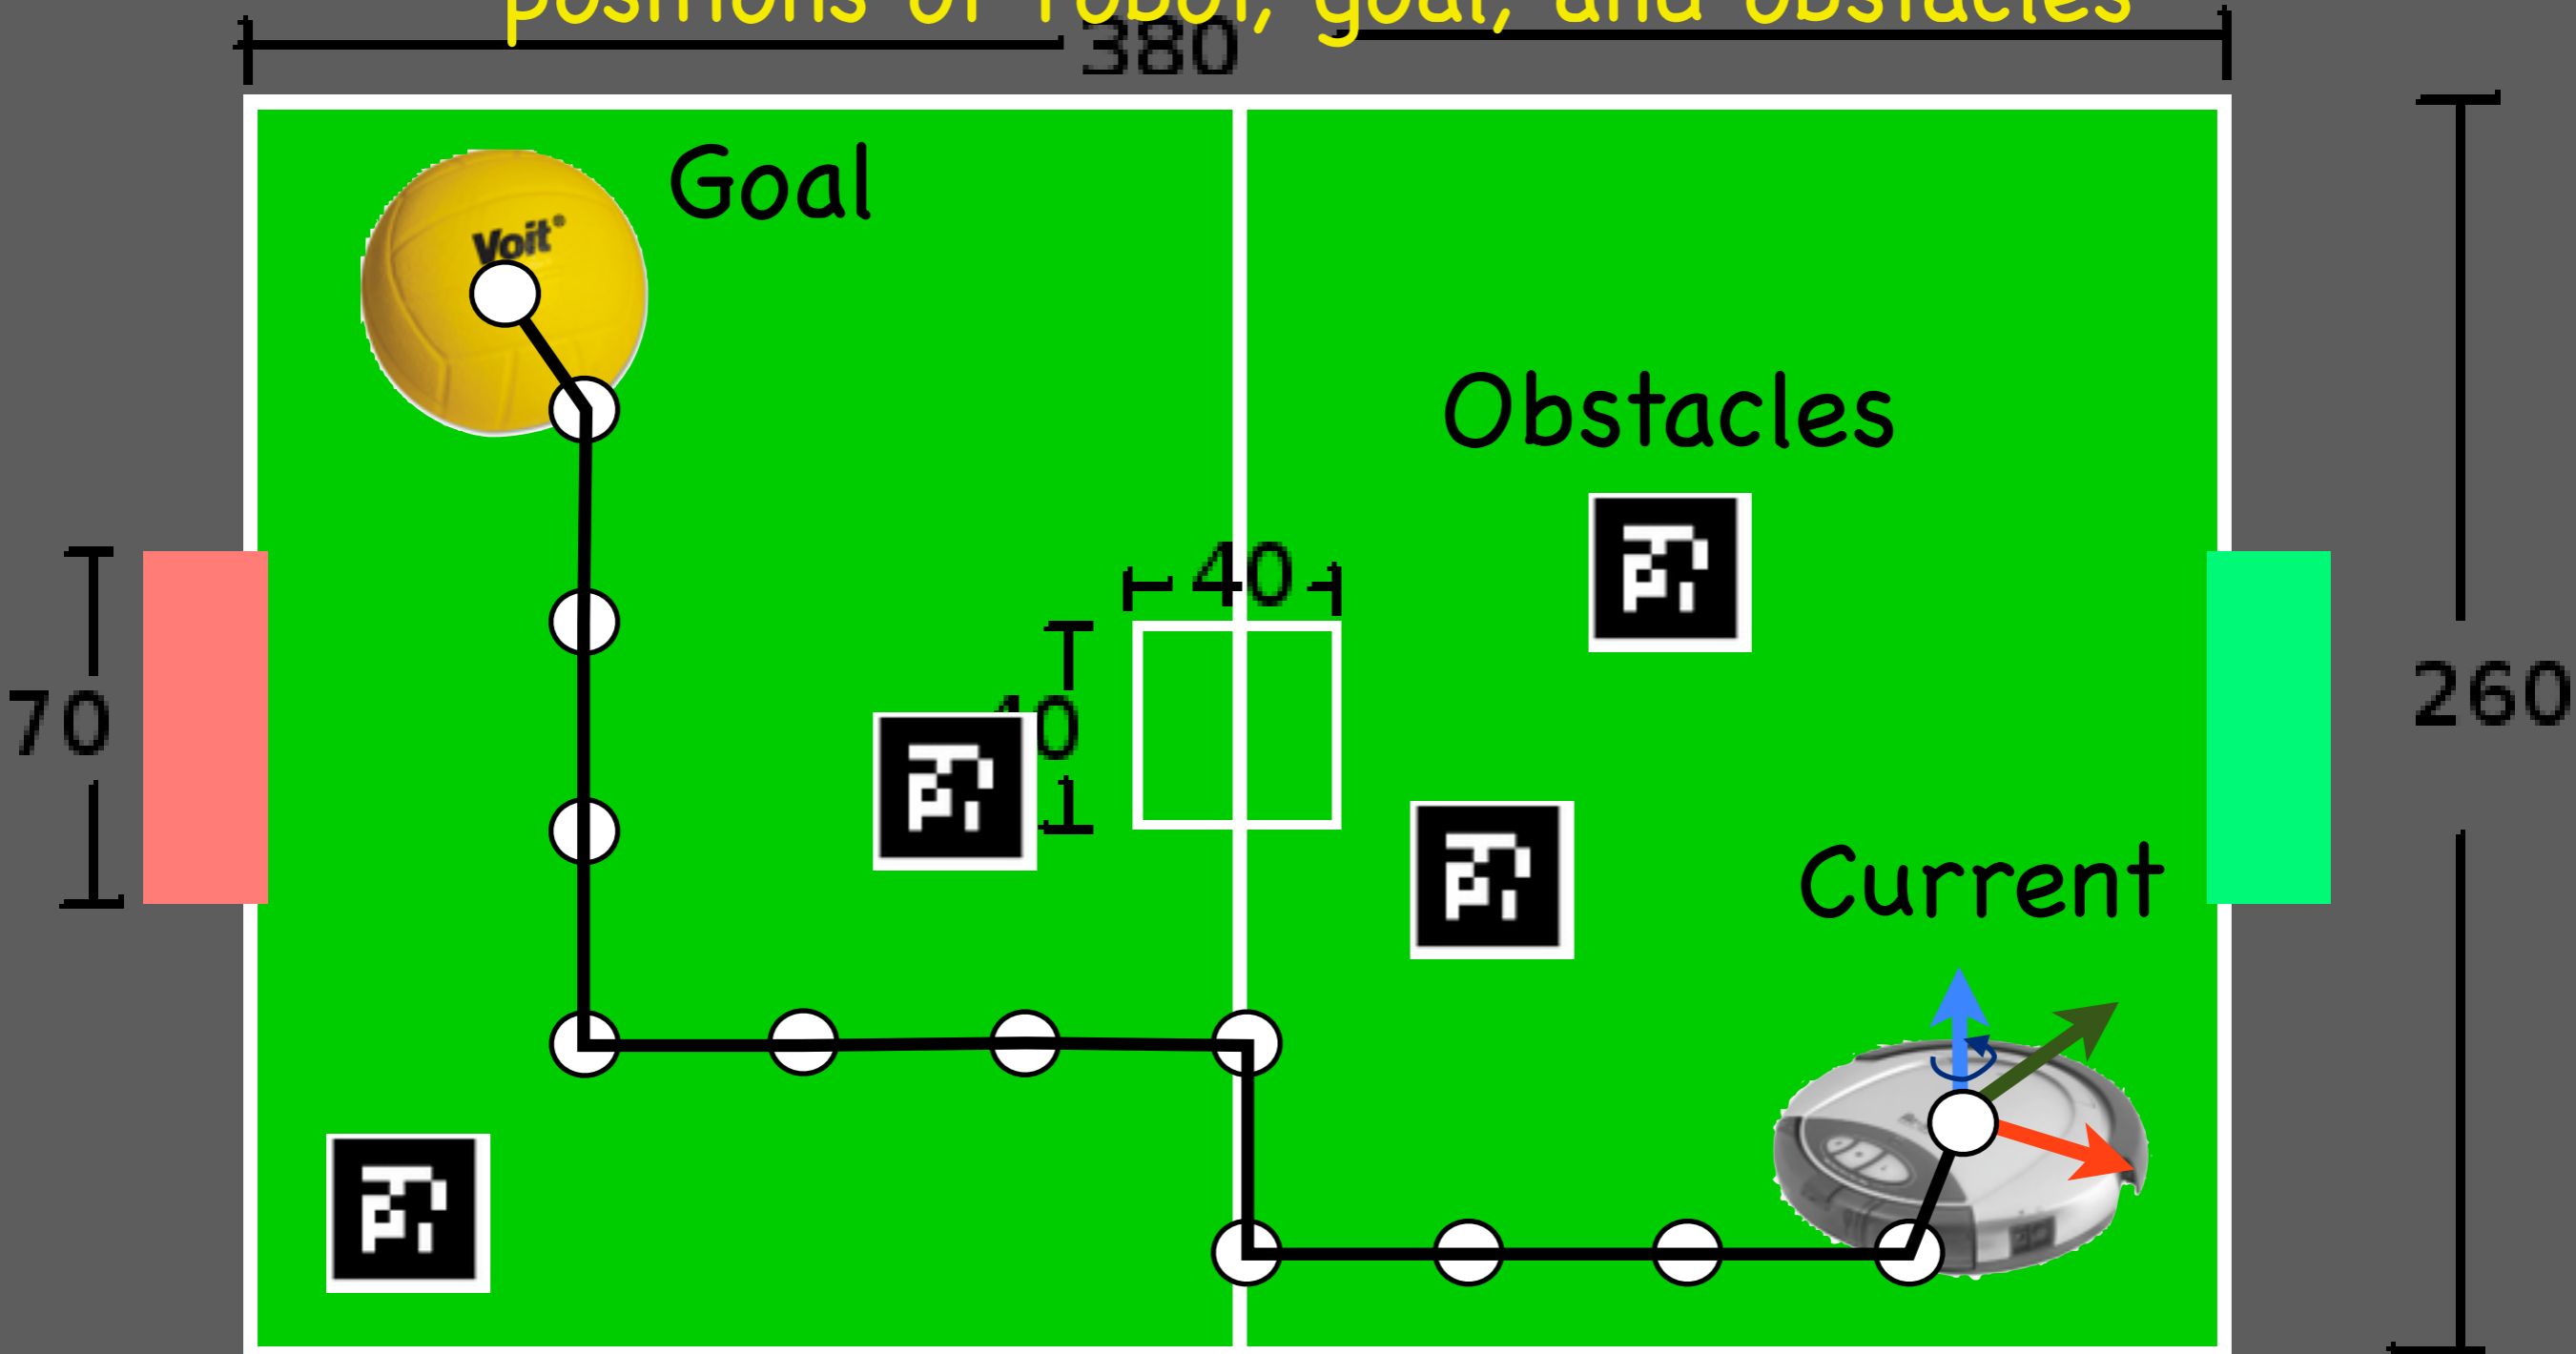 positions of robot, goal, and obstacles
380
Goal
Voit®
Obstacles
40
70
260
Current